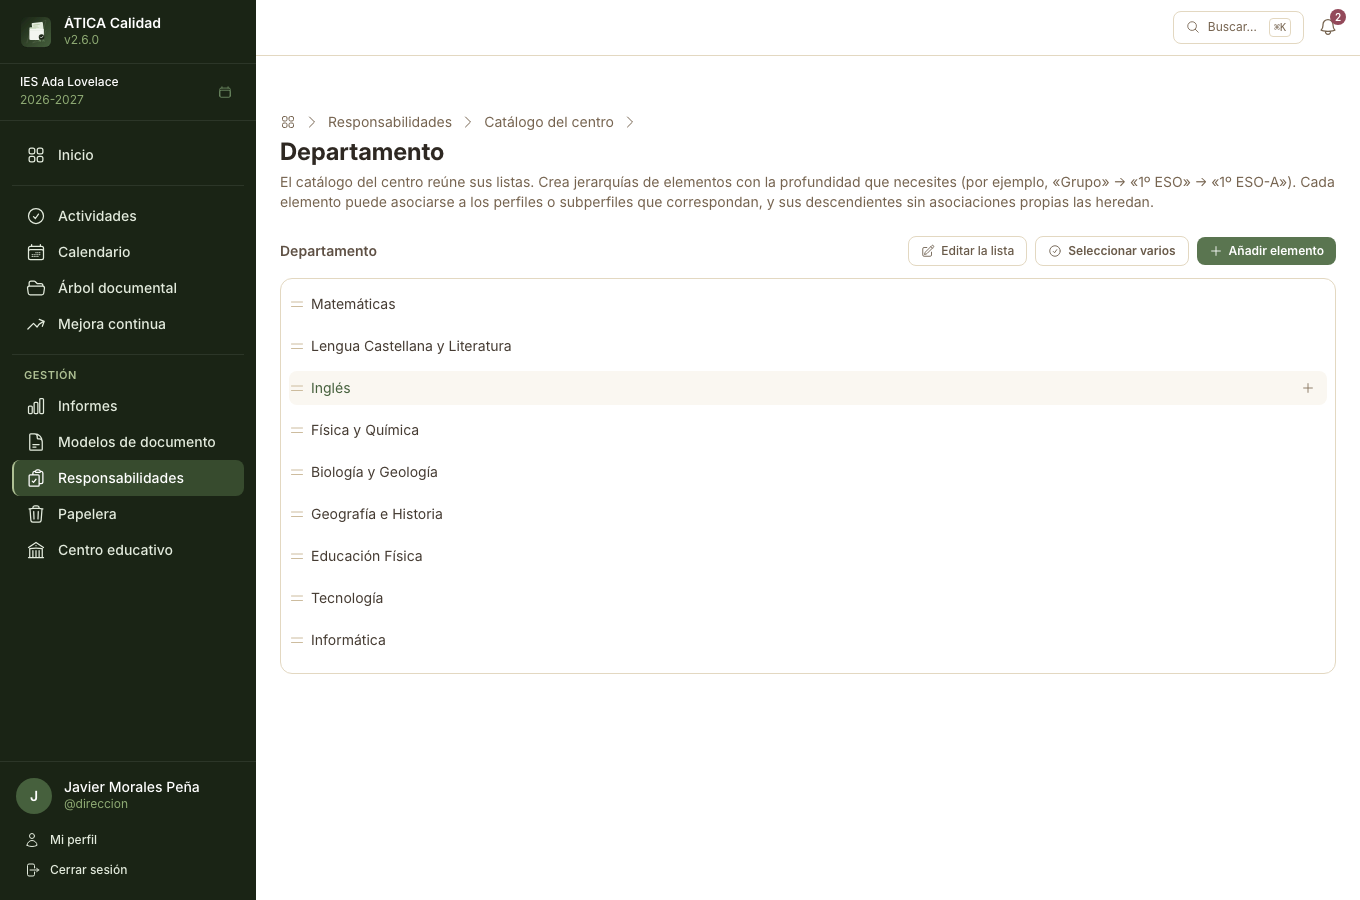 ÁTICA Calidad
v2.6.0
IES Ada Lovelace
2026-2027
Inicio
Actividades
Calendario
Árbol documental
Mejora continua
GESTIÓN
Informes
Modelos de documento
Responsabilidades
Papelera
Centro educativo
J
Javier Morales Peña
@direccion
Mi perfil
Cerrar sesión
Buscar...
⌘K
2
Responsabilidades
Catálogo del centro
Departamento
El catálogo del centro reúne sus listas. Crea jerarquías de elementos con la profundidad que necesites (por ejemplo, «Grupo» → «1º ESO» → «1º ESO-A»). Cada
elemento puede asociarse a los perfiles o subperfiles que correspondan, y sus descendientes sin asociaciones propias las heredan.
Departamento
Editar la lista
Seleccionar varios
Añadir elemento
Matemáticas
Lengua Castellana y Literatura
Inglés
Física y Química
Biología y Geología
Geografía e Historia
Educación Física
Tecnología
Informática